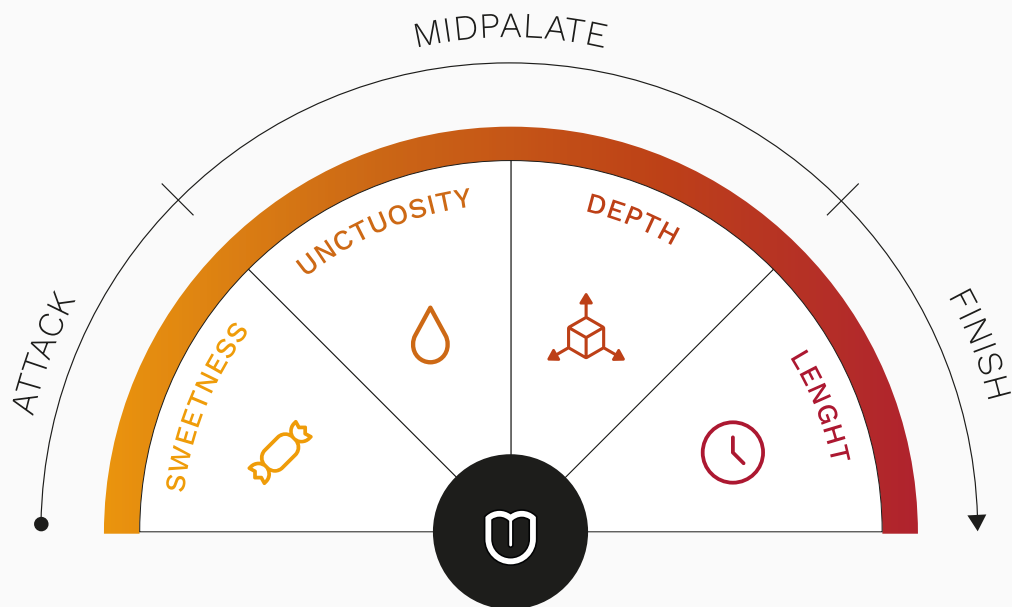 MIDPALATE
ATTACK
FINISH
SWEETNESS
UNCTUOSITY
DEPTH
LENGHT